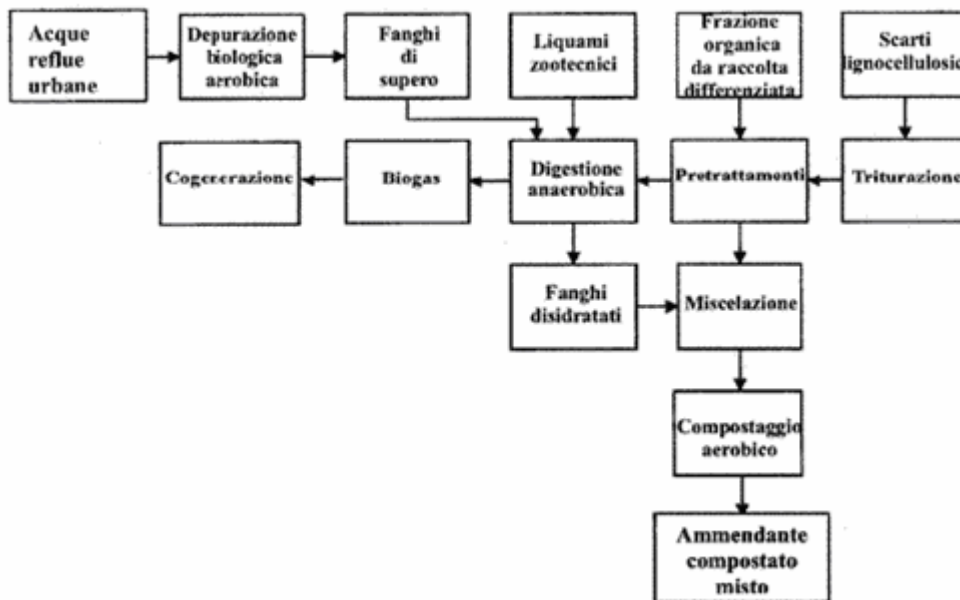 Acque
reflue
urbane
Depurazione
biologica
aerobica
Fanghi
di
supero
Liquami
zootecnici
Frazione
organica
da raccolta
differenziata
Scarti
lignocellulosic
Cogenerazione
Biogas
Digestione
anaerobica
Pretrattamenti
Triturazione
Fanghi
disidratati
Miscelazione
Compostaggio
aerobico
Ammendante
compostato
misto